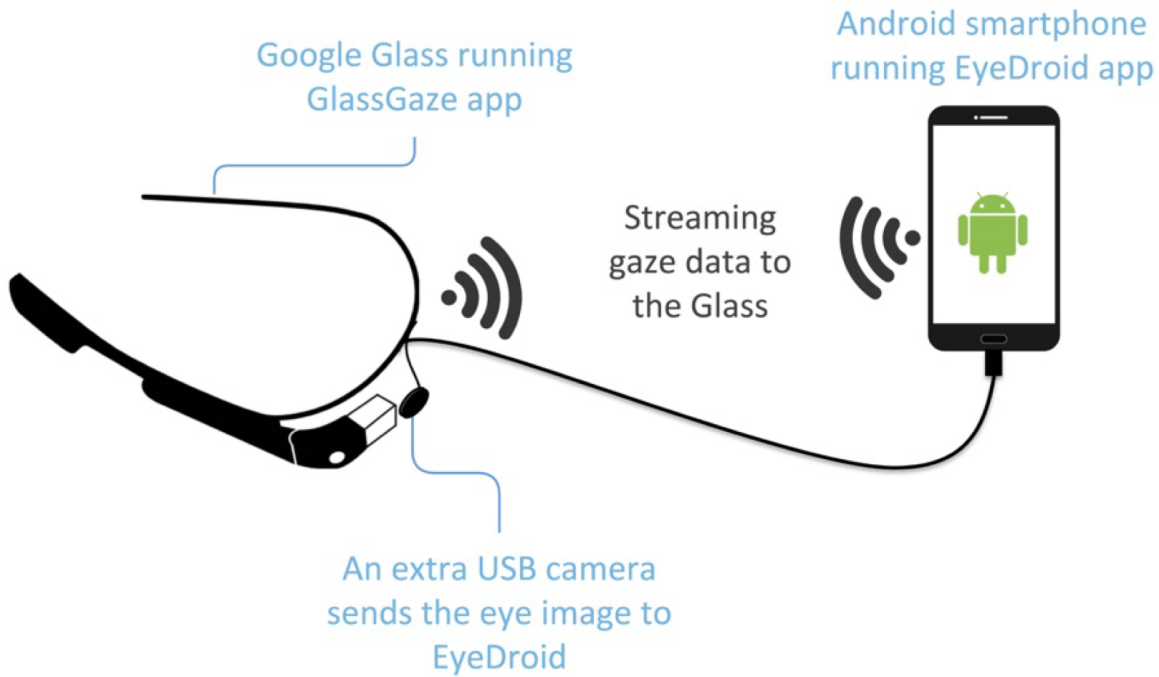 Google Glass running
GlassGaze app
Android smartphone
running EyeDroid app
Streaming
gaze data to
the Glass
An extra USB camera
sends the eye image to
EyeDroid